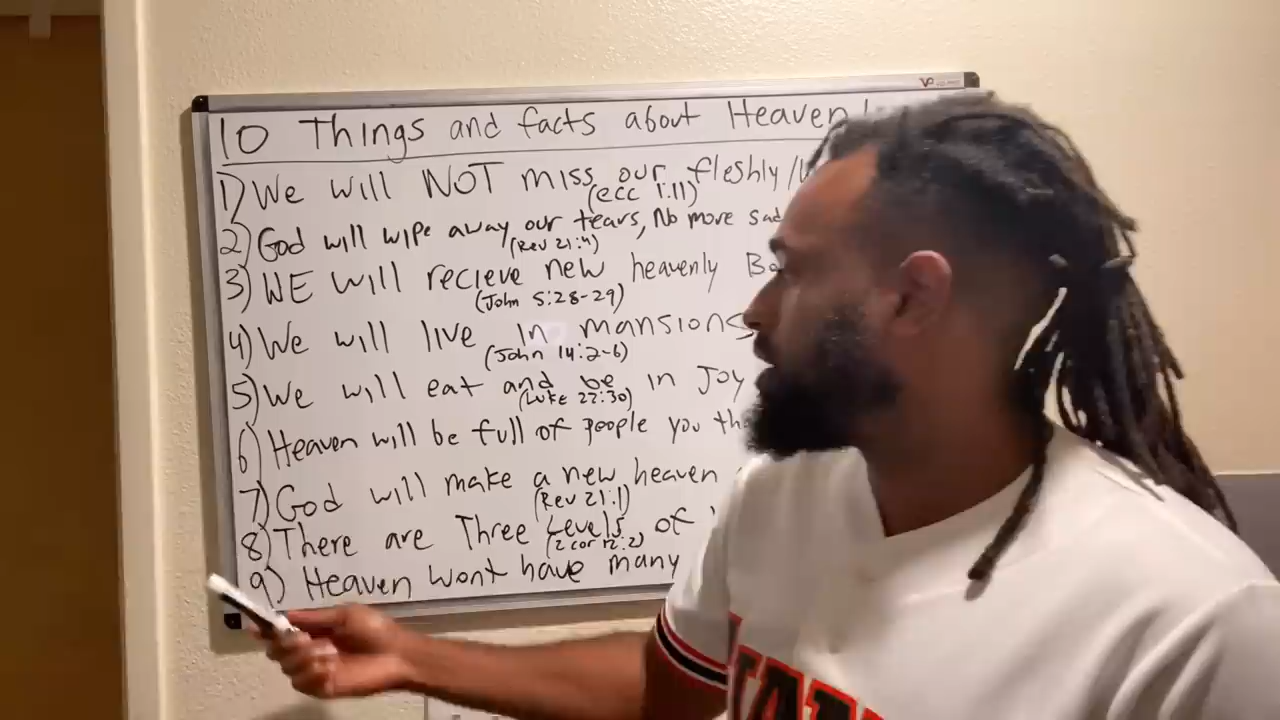 10 Things and facts about Heaven
1) We will NOT miss our fleshly/
(ecc 1:11)
2) God will wipe away our tears, No more sad
(Rev 21:4)
3) WE will recieve new heavenly Bo
(John 5:28-29)
4) We will live in mansions
(John 14:2-6)
5) We will eat and be in Joy
(Luke 22:30)
6) Heaven will be full of people you tha
7) God will make a new heaven
(Rev 21:1)
8) There are Three Levels of
(2 cor 12:2)
9) Heaven wont have many